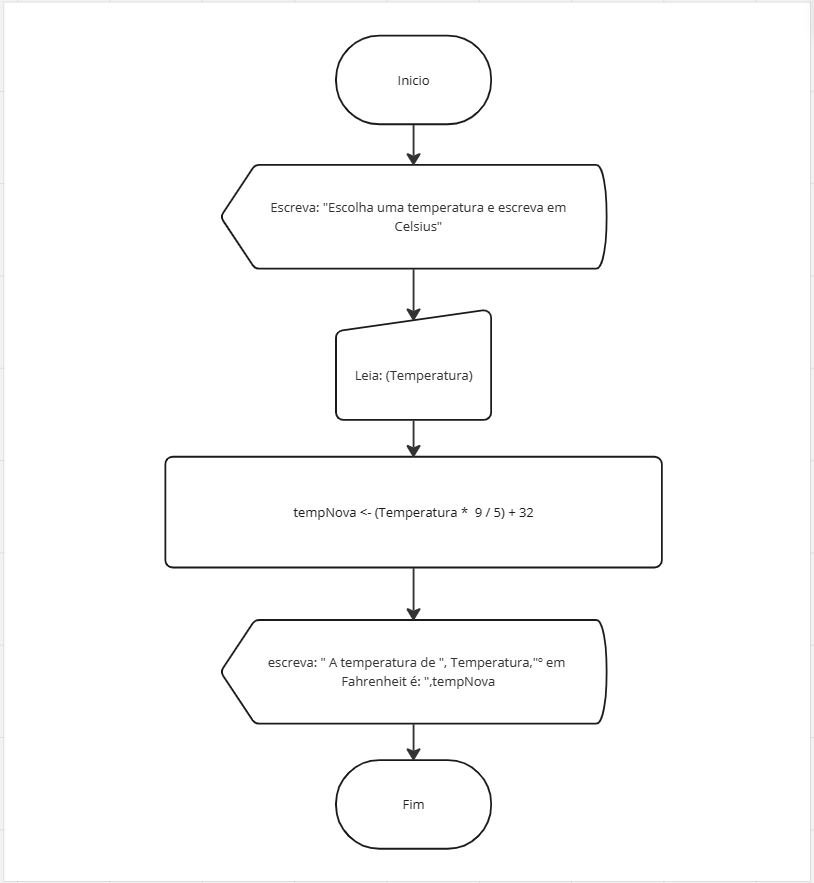 Inicio
Escreva: "Escolha uma temperatura e escreva em
Celsius"
Leia: (Temperatura)
tempNova <- (Temperatura *  9 / 5) + 32
escreva: " A temperatura de ", Temperatura,"° em
Fahrenheit é: ",tempNova
Fim